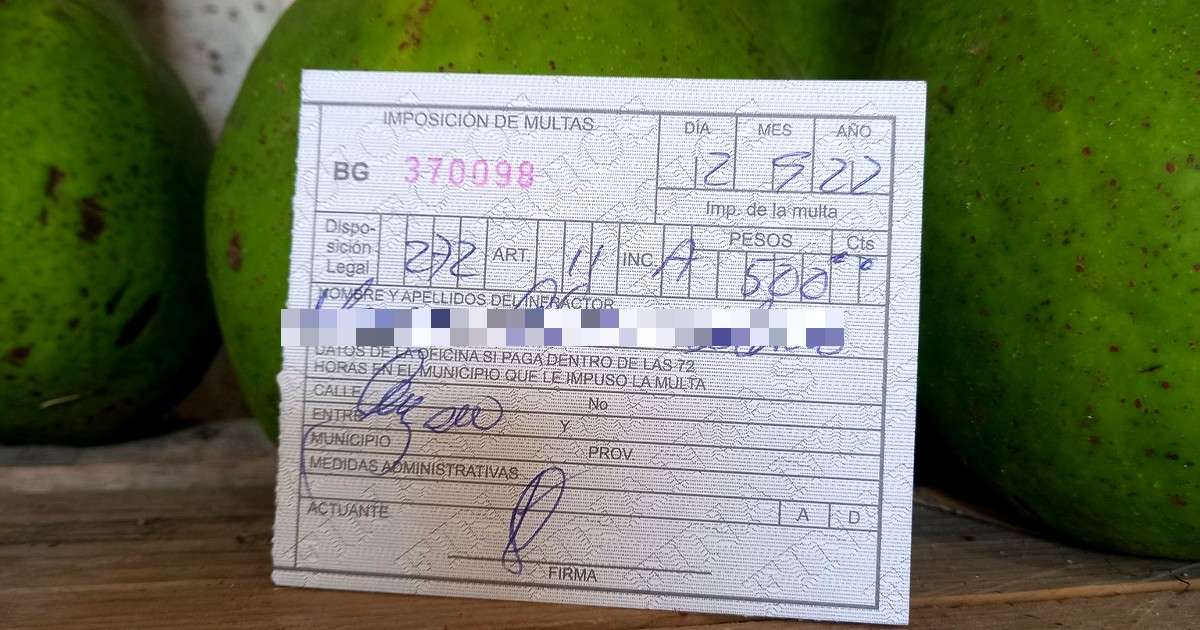 IMPOSICIÓN DE MULTAS
BG 370098
DÍA MES AÑO
12 5 22
Imp. de la multa
Disposición Legal 272 ART. 11 INC. A PESOS 500 Cts 00
NOMBRE Y APELLIDOS DEL INFRACTOR
DATOS DE LA OFICINA SI PAGA DENTRO DE LAS 72
HORAS EN EL MUNICIPIO QUE LE IMPUSO LA MULTA
CALLE No
ENTRE Y
MUNICIPIO PROV
MEDIDAS ADMINISTRATIVAS
ACTUANTE A D
FIRMA